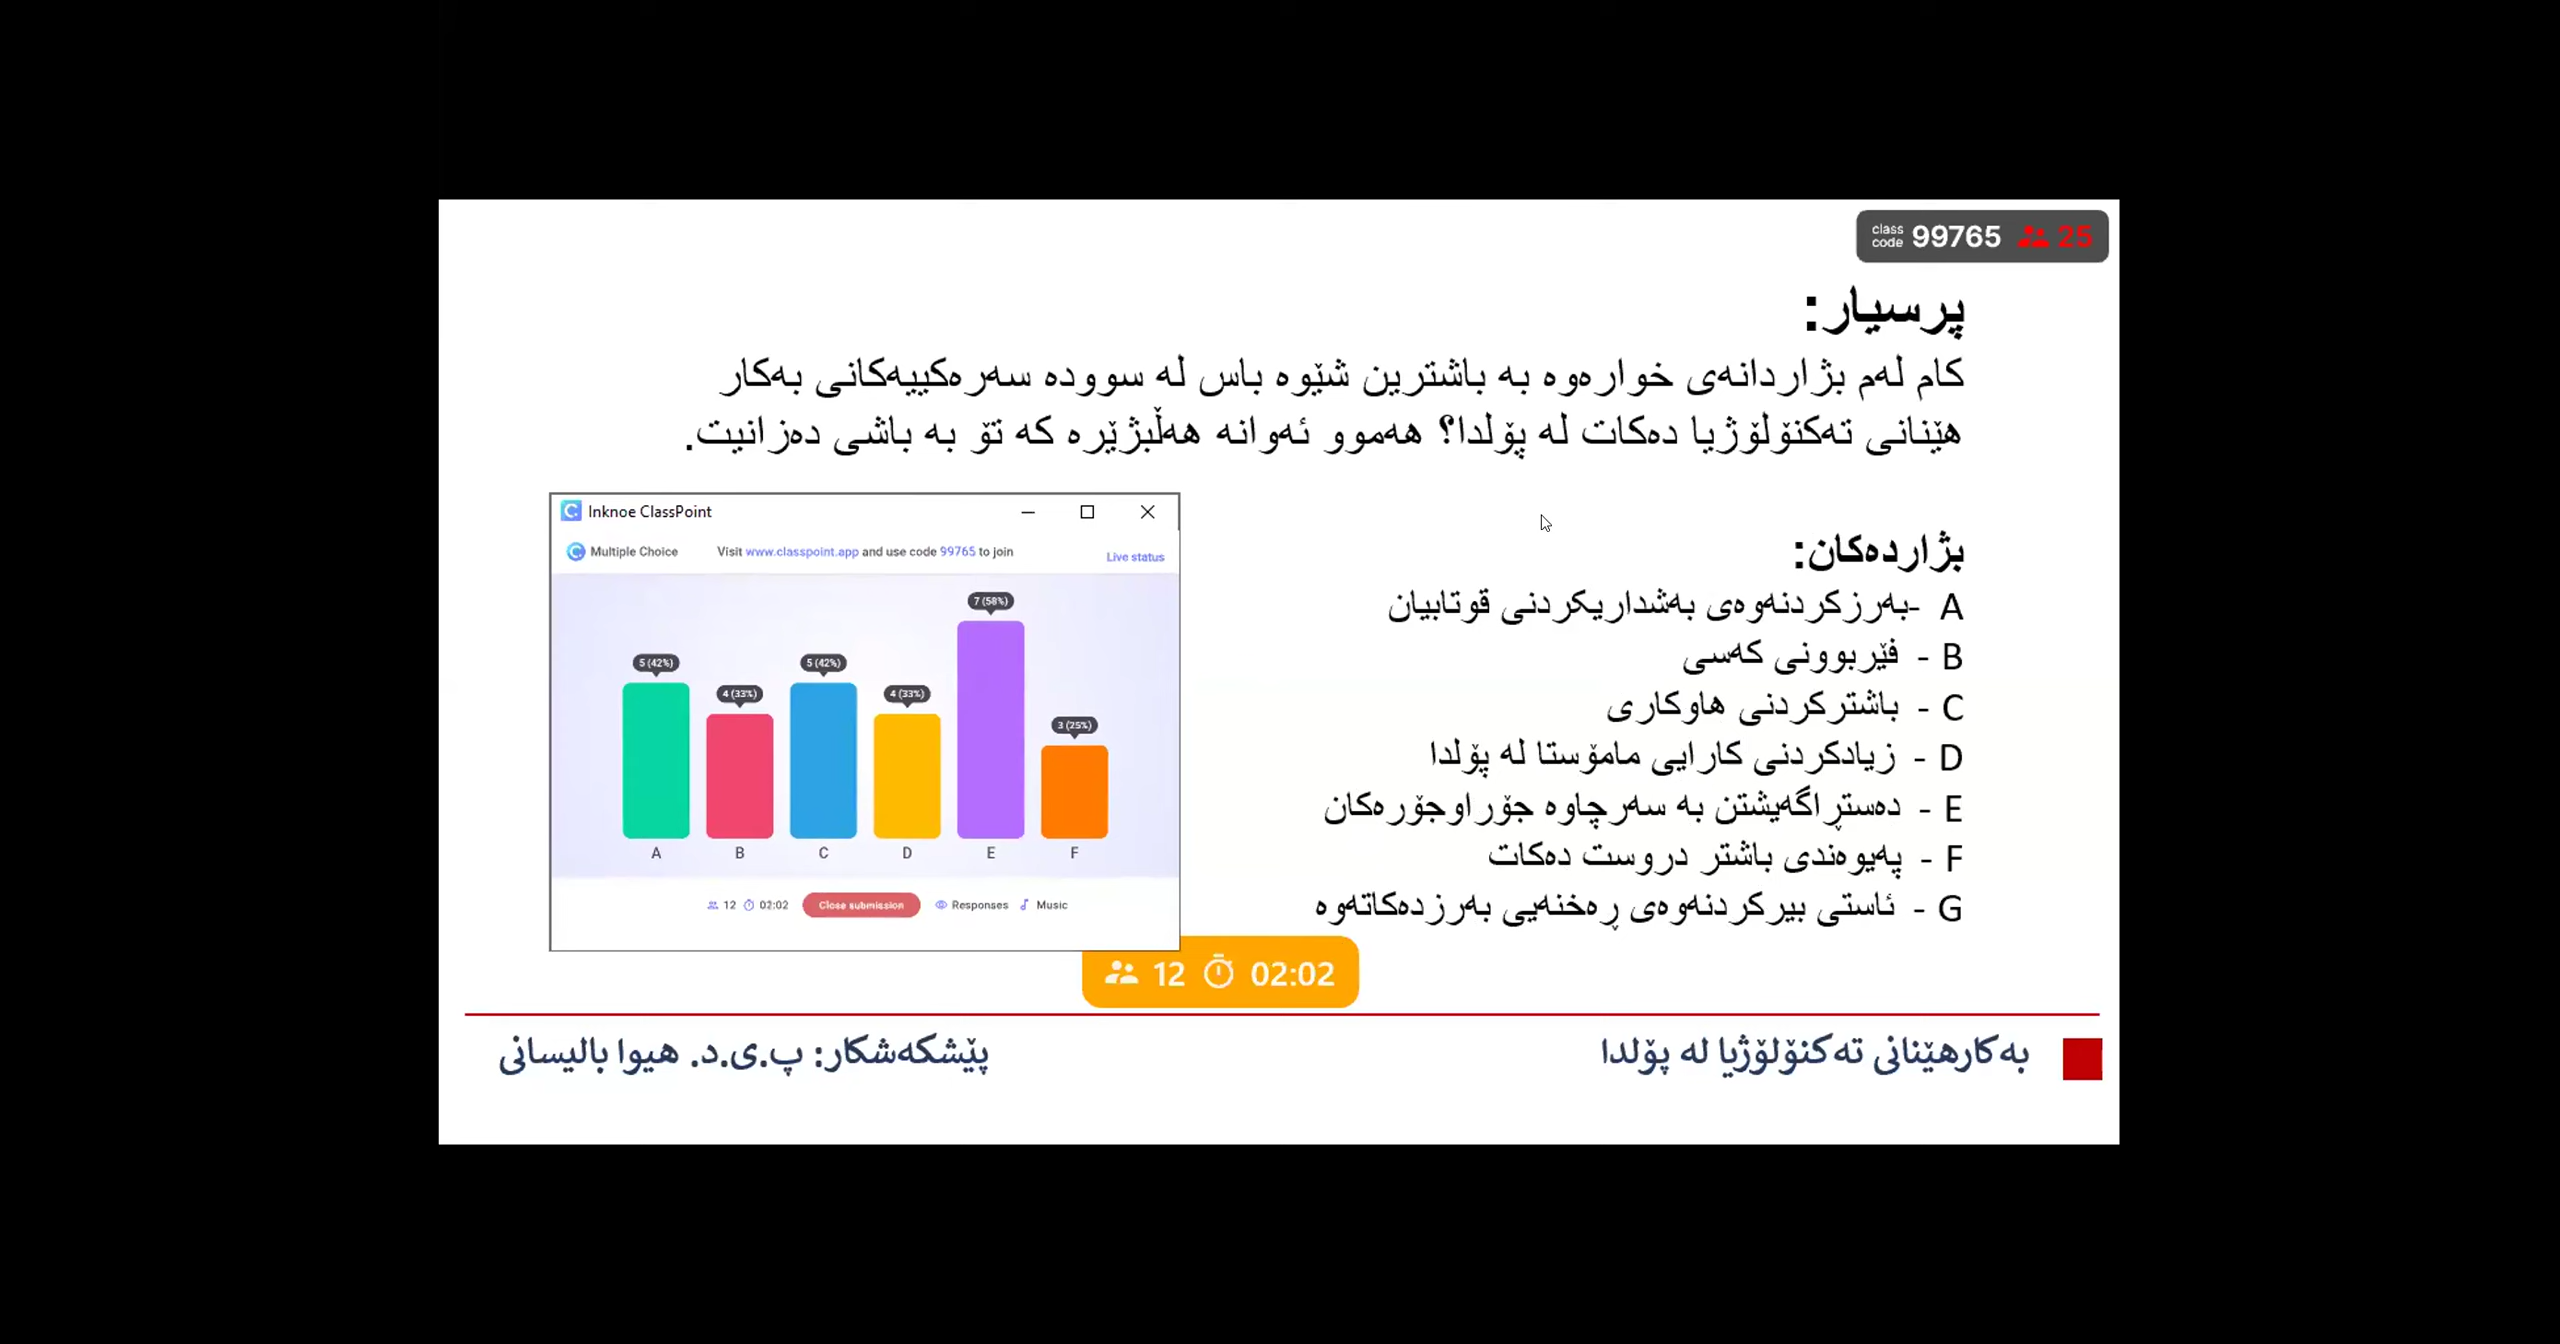 class code 99765 25
پرسیار:
کام لەم بژاردانەی خوارەوە بە باشترین شێوە باس لە سوودە سەرەکییەکانی بەکار
هێنانی تەکنۆلۆژیا دەکات لە پۆلدا؟ هەموو ئەوانە هەڵبژێرە کە تۆ بە باشی دەزانیت.
بژاردەکان:
A -بەرزکردنەوەی بەشداریکردنی قوتابیان
B - فێربوونی کەسی
C - باشترکردنی هاوکاری
D - زیادکردنی کارایی مامۆستا لە پۆلدا
E - دەستڕاگەیشتن بە سەرچاوە جۆراوجۆرەکان
F - پەیوەندی باشتر دروست دەکات
G - ئاستی بیرکردنەوەی ڕەخنەیی بەرزدەکاتەوە
Inknoe ClassPoint
Multiple Choice Visit www.classpoint.app and use code 99765 to join Live status
5 (42%) 4 (33%) 5 (42%) 4 (33%) 7 (58%) 3 (25%)
A B C D E F
12 02:02 Close submission Responses Music
12 02:02
بەکارهێنانی تەکنۆلۆژیا لە پۆلدا
پێشکەشکار: پ.ی.د. هیوا بالیسانی